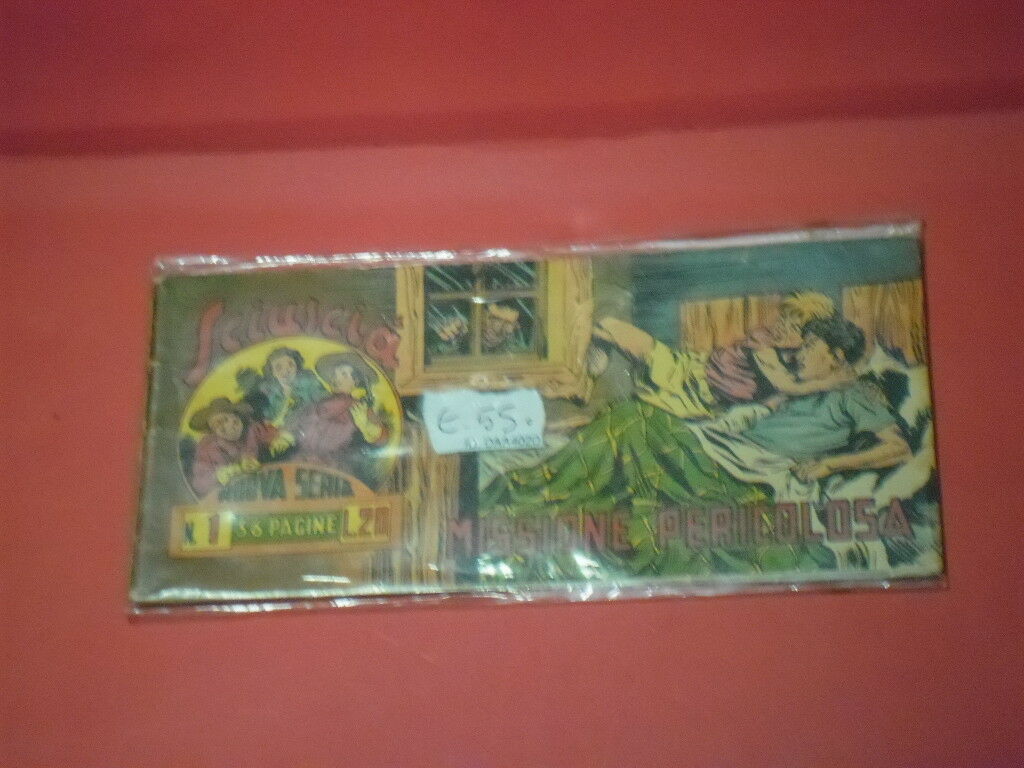 Sciuscià
NUOVA SERIE
N. 1 36 PAGINE L. 20
€ 55.
MISSIONE PERICOLOSA